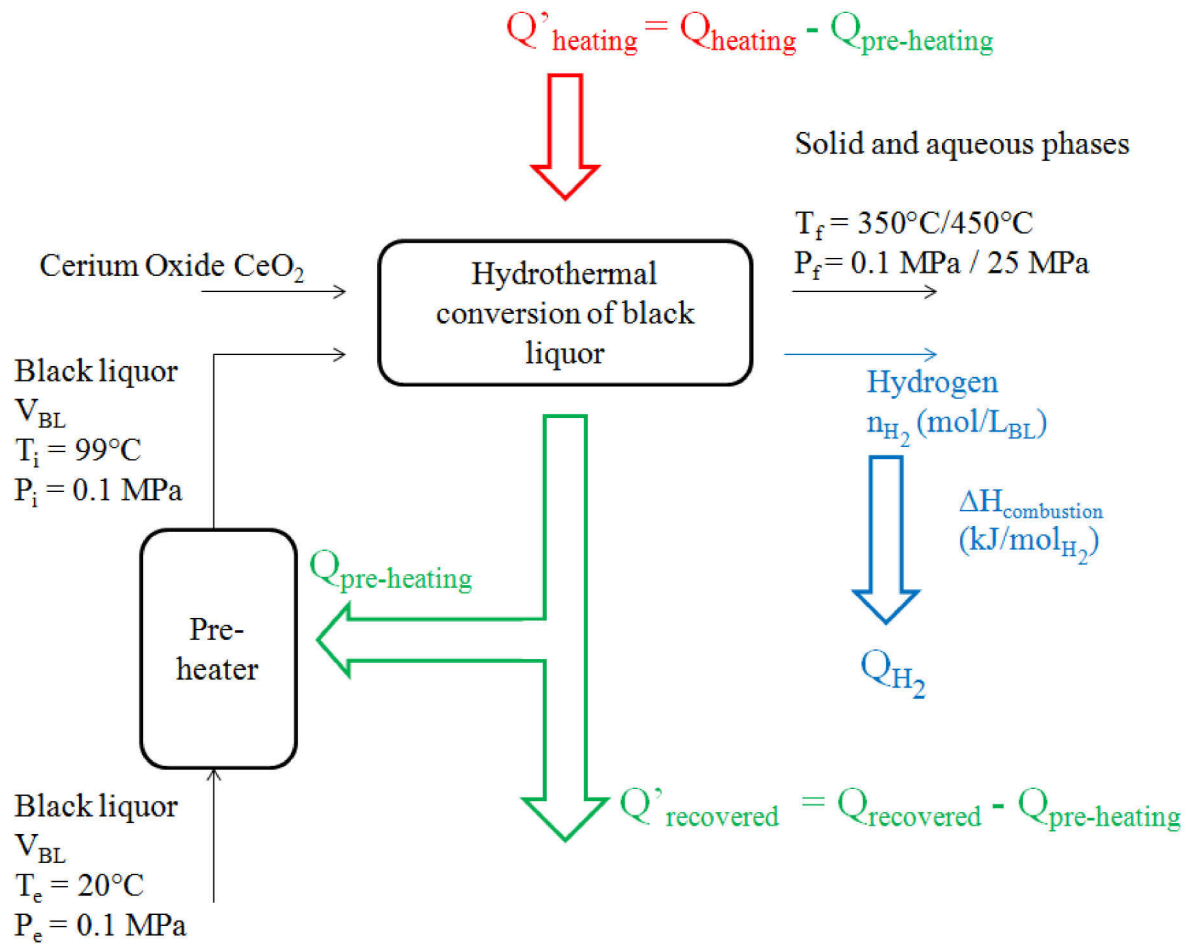 Q’heating = Qheating - Qpre-heating
Solid and aqueous phases
Tf = 350°C/450°C
Pf = 0.1 MPa / 25 MPa
Cerium Oxide CeO2
Hydrothermal
conversion of black
liquor
Black liquor
VBL
Ti = 99°C
Pi = 0.1 MPa
Hydrogen
nH2 (mol/LBL)
ΔHcombustion
(kJ/molH2)
Qpre-heating
Pre-
heater
QH2
Q’recovered = Qrecovered - Qpre-heating
Black liquor
VBL
Te = 20°C
Pe = 0.1 MPa